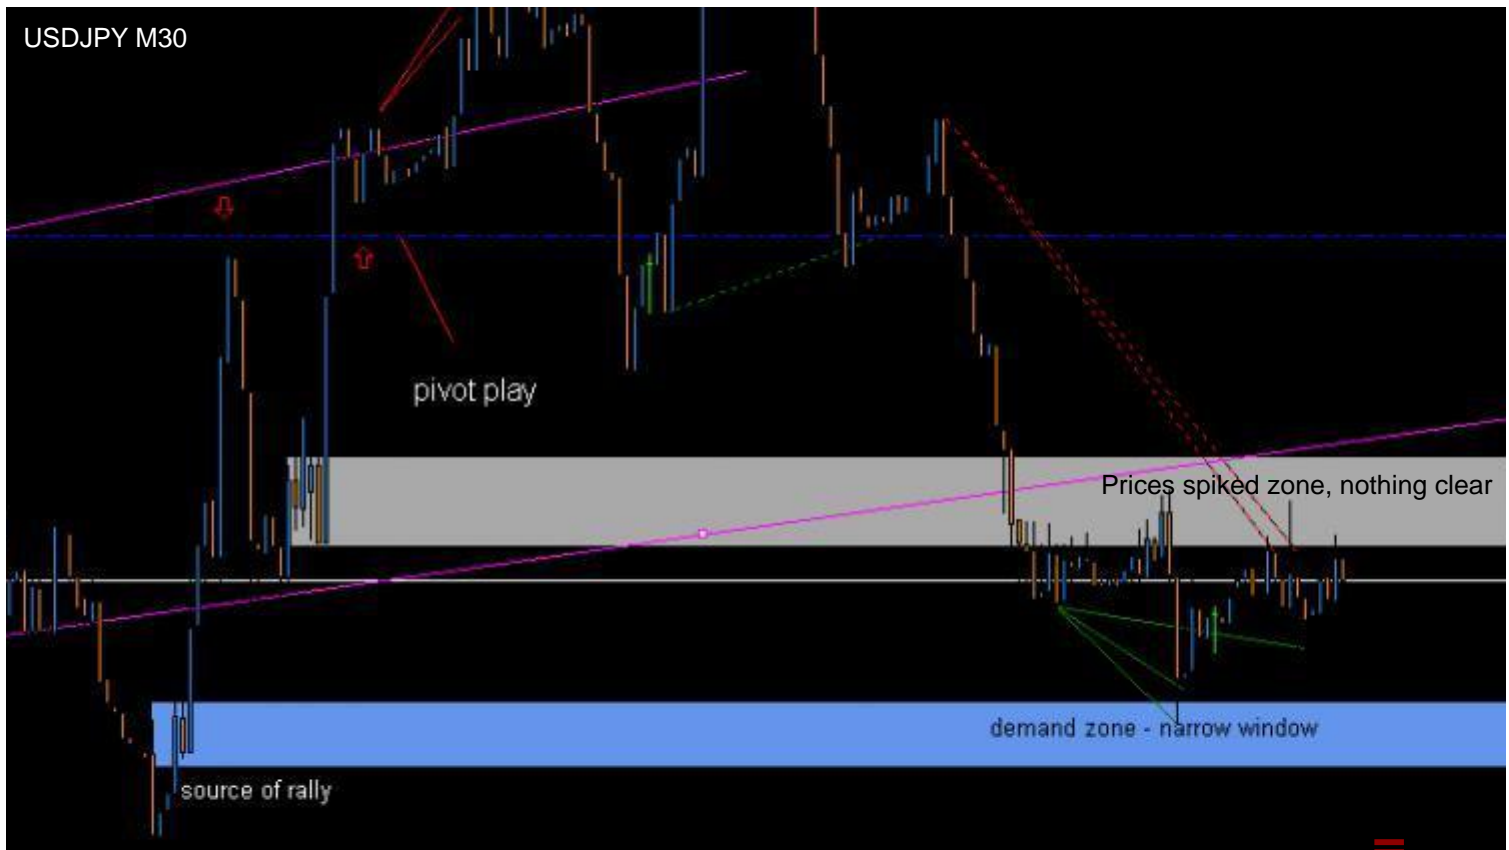 USDJPY M30
pivot play
Prices spiked zone, nothing clear
demand zone - narrow window
source of rally